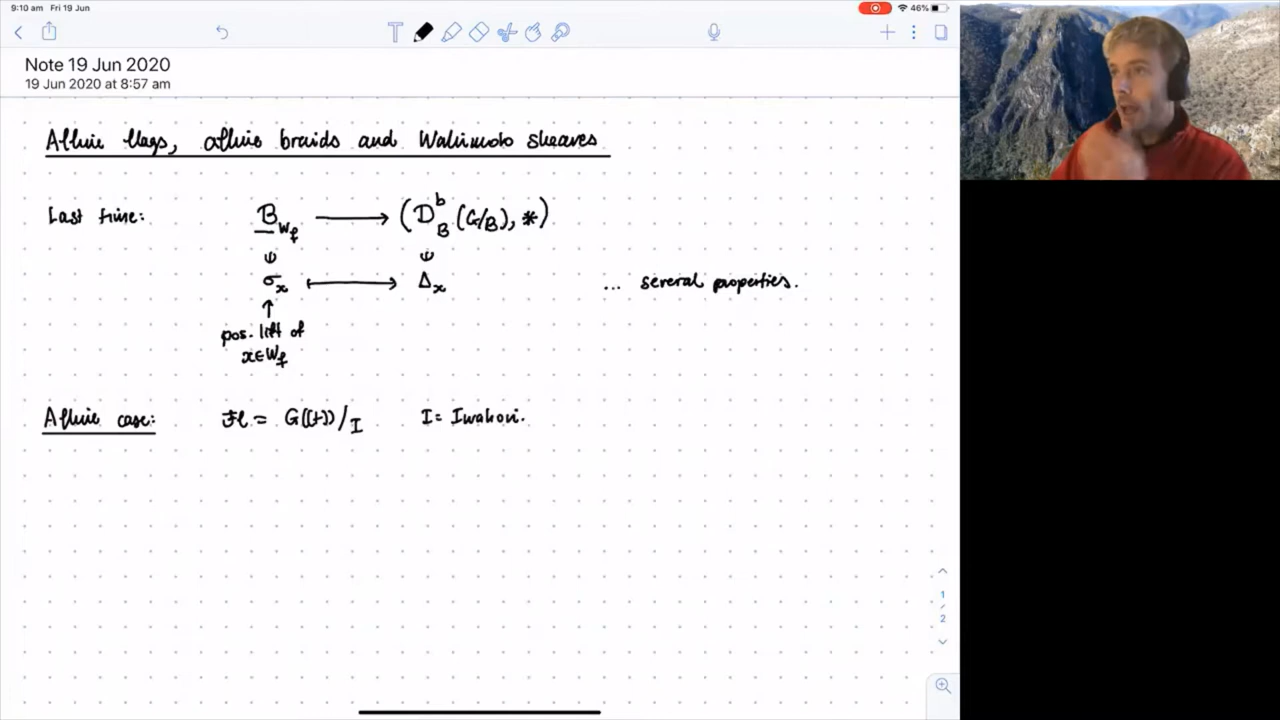 9:10 am Fri 19 Jun
46%
Note 19 Jun 2020
19 Jun 2020 at 8:57 am
Affine flags, affine braids and Wakimoto sheaves
Last time: B_{W_f} ⟶ (D^b_B(G/B), *)
σ_x ⟼ Δ_x ... several properties.
↑
pos. lift of
x∈W_f
Affine case: Fl = G((t))/I I = Iwahori.
1
/
2